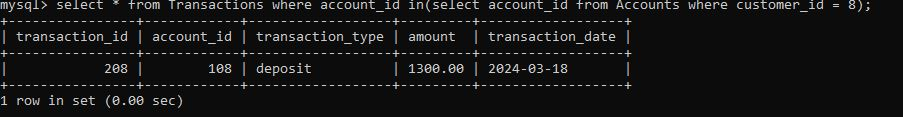 mysql> select * from Transactions where account_id in(select account_id from Accounts where customer_id = 8);
+----------------+------------+------------------+---------+------------------+
| transaction_id | account_id | transaction_type | amount  | transaction_date |
+----------------+------------+------------------+---------+------------------+
|            208 |        108 | deposit          | 1300.00 | 2024-03-18       |
+----------------+------------+------------------+---------+------------------+
1 row in set (0.00 sec)